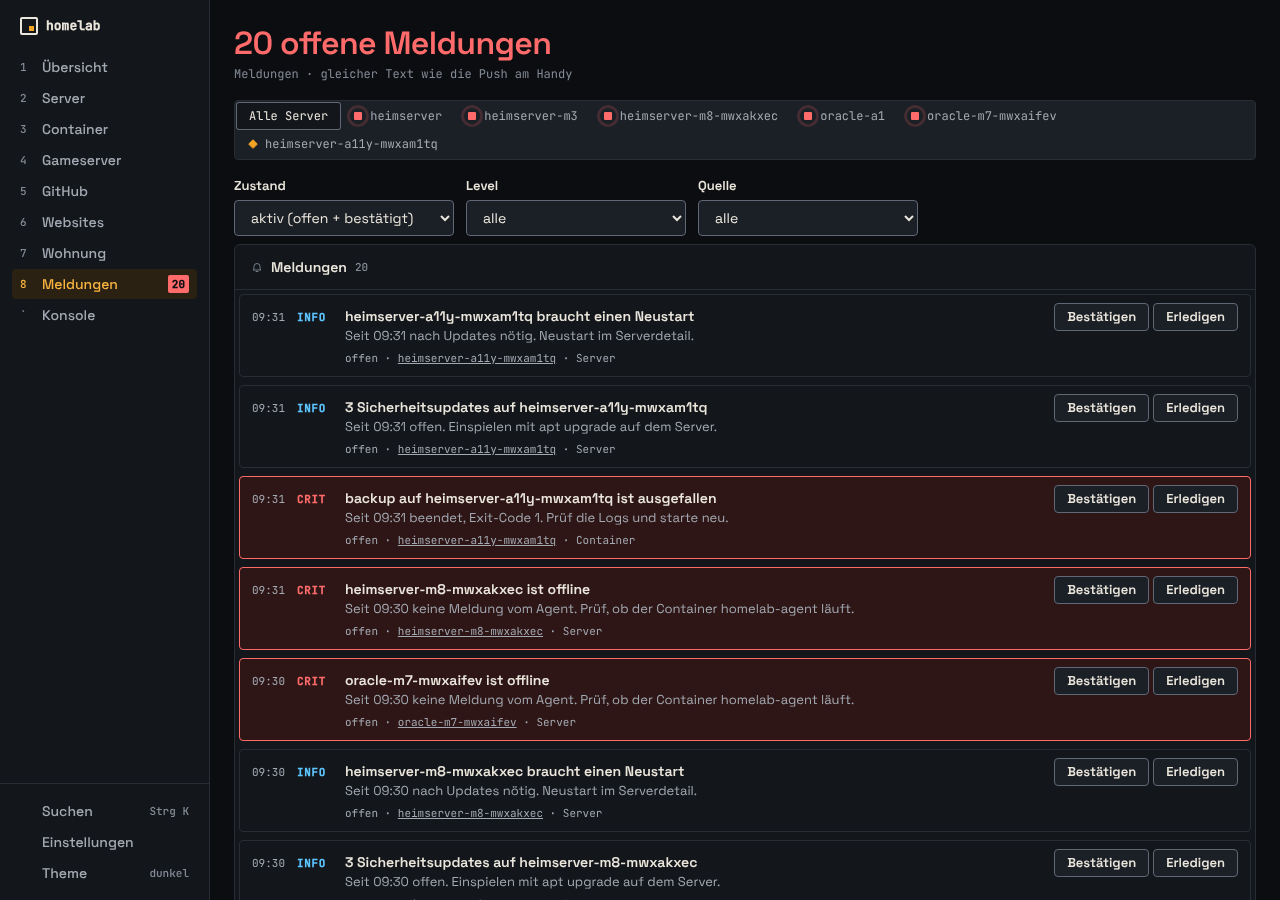 homelab
1 Übersicht
2 Server
3 Container
4 Gameserver
5 GitHub
6 Websites
7 Wohnung
8 Meldungen 20
` Konsole
Suchen Strg K
Einstellungen
Theme dunkel
20 offene Meldungen
Meldungen · gleicher Text wie die Push am Handy
Alle Server heimserver heimserver-m3 heimserver-m8-mwxakxec oracle-a1 oracle-m7-mwxaifev
heimserver-a11y-mwxam1tq
Zustand Level Quelle
aktiv (offen + bestätigt) alle alle
Meldungen 20
09:31 INFO heimserver-a11y-mwxam1tq braucht einen Neustart Bestätigen Erledigen
Seit 09:31 nach Updates nötig. Neustart im Serverdetail.
offen · heimserver-a11y-mwxam1tq · Server
09:31 INFO 3 Sicherheitsupdates auf heimserver-a11y-mwxam1tq Bestätigen Erledigen
Seit 09:31 offen. Einspielen mit apt upgrade auf dem Server.
offen · heimserver-a11y-mwxam1tq · Server
09:31 CRIT backup auf heimserver-a11y-mwxam1tq ist ausgefallen Bestätigen Erledigen
Seit 09:31 beendet, Exit-Code 1. Prüf die Logs und starte neu.
offen · heimserver-a11y-mwxam1tq · Container
09:31 CRIT heimserver-m8-mwxakxec ist offline Bestätigen Erledigen
Seit 09:30 keine Meldung vom Agent. Prüf, ob der Container homelab-agent läuft.
offen · heimserver-m8-mwxakxec · Server
09:30 CRIT oracle-m7-mwxaifev ist offline Bestätigen Erledigen
Seit 09:30 keine Meldung vom Agent. Prüf, ob der Container homelab-agent läuft.
offen · oracle-m7-mwxaifev · Server
09:30 INFO heimserver-m8-mwxakxec braucht einen Neustart Bestätigen Erledigen
Seit 09:30 nach Updates nötig. Neustart im Serverdetail.
offen · heimserver-m8-mwxakxec · Server
09:30 INFO 3 Sicherheitsupdates auf heimserver-m8-mwxakxec Bestätigen Erledigen
Seit 09:30 offen. Einspielen mit apt upgrade auf dem Server.